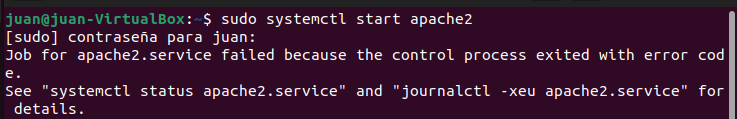 juan@juan-VirtualBox:~$ sudo systemctl start apache2
[sudo] contraseña para juan:
Job for apache2.service failed because the control process exited with error cod
e.
See "systemctl status apache2.service" and "journalctl -xeu apache2.service" for
 details.